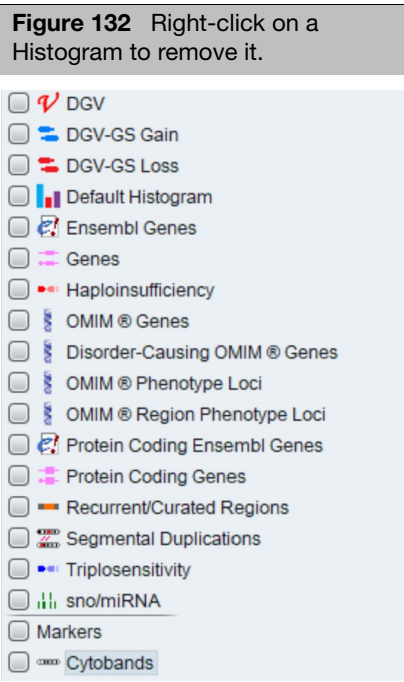 Figure 132 Right-click on a
Histogram to remove it.
DGV
DGV-GS Gain
DGV-GS Loss
Default Histogram
Ensembl Genes
Genes
Haploinsufficiency
OMIM ® Genes
Disorder-Causing OMIM ® Genes
OMIM ® Phenotype Loci
OMIM ® Region Phenotype Loci
Protein Coding Ensembl Genes
Protein Coding Genes
Recurrent/Curated Regions
Segmental Duplications
Triplosensitivity
sno/miRNA
Markers
Cytobands